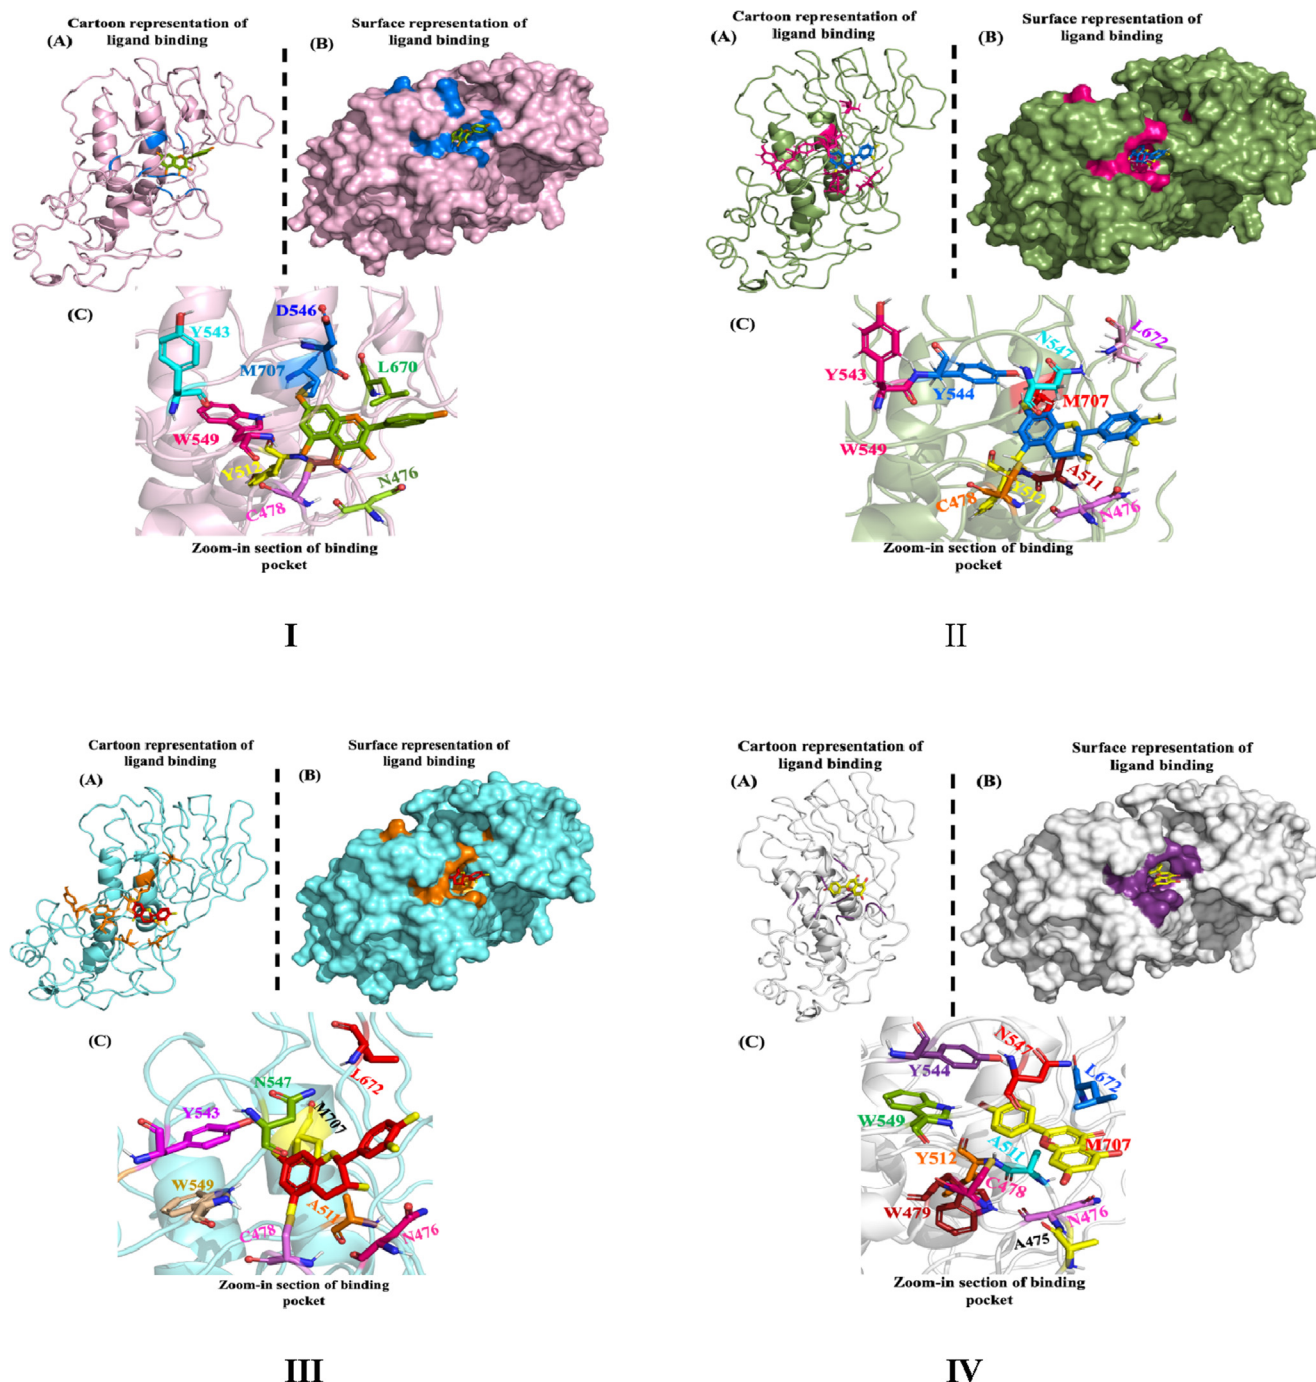 Cartoon representation of
ligand binding
(A)
Surface representation of
ligand binding
(B)
(C)
D546
Y543
M707
L670
W549
Y512
N476
C478
Zoom-in section of binding
pocket
I
Cartoon representation of
ligand binding
(A)
Surface representation of
ligand binding
(B)
(C)
L672
N547
Y543
Y544
M707
W549
A511
Y512
C478
N476
Zoom-in section of binding
pocket
II
Cartoon representation of
ligand binding
(A)
Surface representation of
ligand binding
(B)
(C)
L672
N547
M707
Y543
W549
A511
C478
N476
Zoom-in section of binding
pocket
III
Cartoon representation of
ligand binding
(A)
Surface representation of
ligand binding
(B)
(C)
N547
Y544
L672
W549
A511
M707
Y512
C478
W479
N476
A475
Zoom-in section of binding
pocket
IV